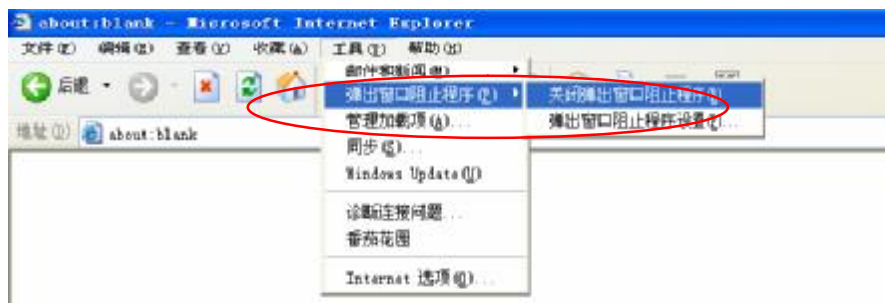 about:blank - Microsoft Internet Explorer
文件(F) 编辑(E) 查看(V) 收藏(A) 工具(T) 帮助(H)
后退
邮件和新闻(M)
弹出窗口阻止程序(P) 关闭弹出窗口阻止程序
管理加载项(A)... 弹出窗口阻止程序设置
地址(D) about:blank
同步(S)...
Windows Update(U)
诊断连接问题...
番茄花园
Internet 选项(O)...